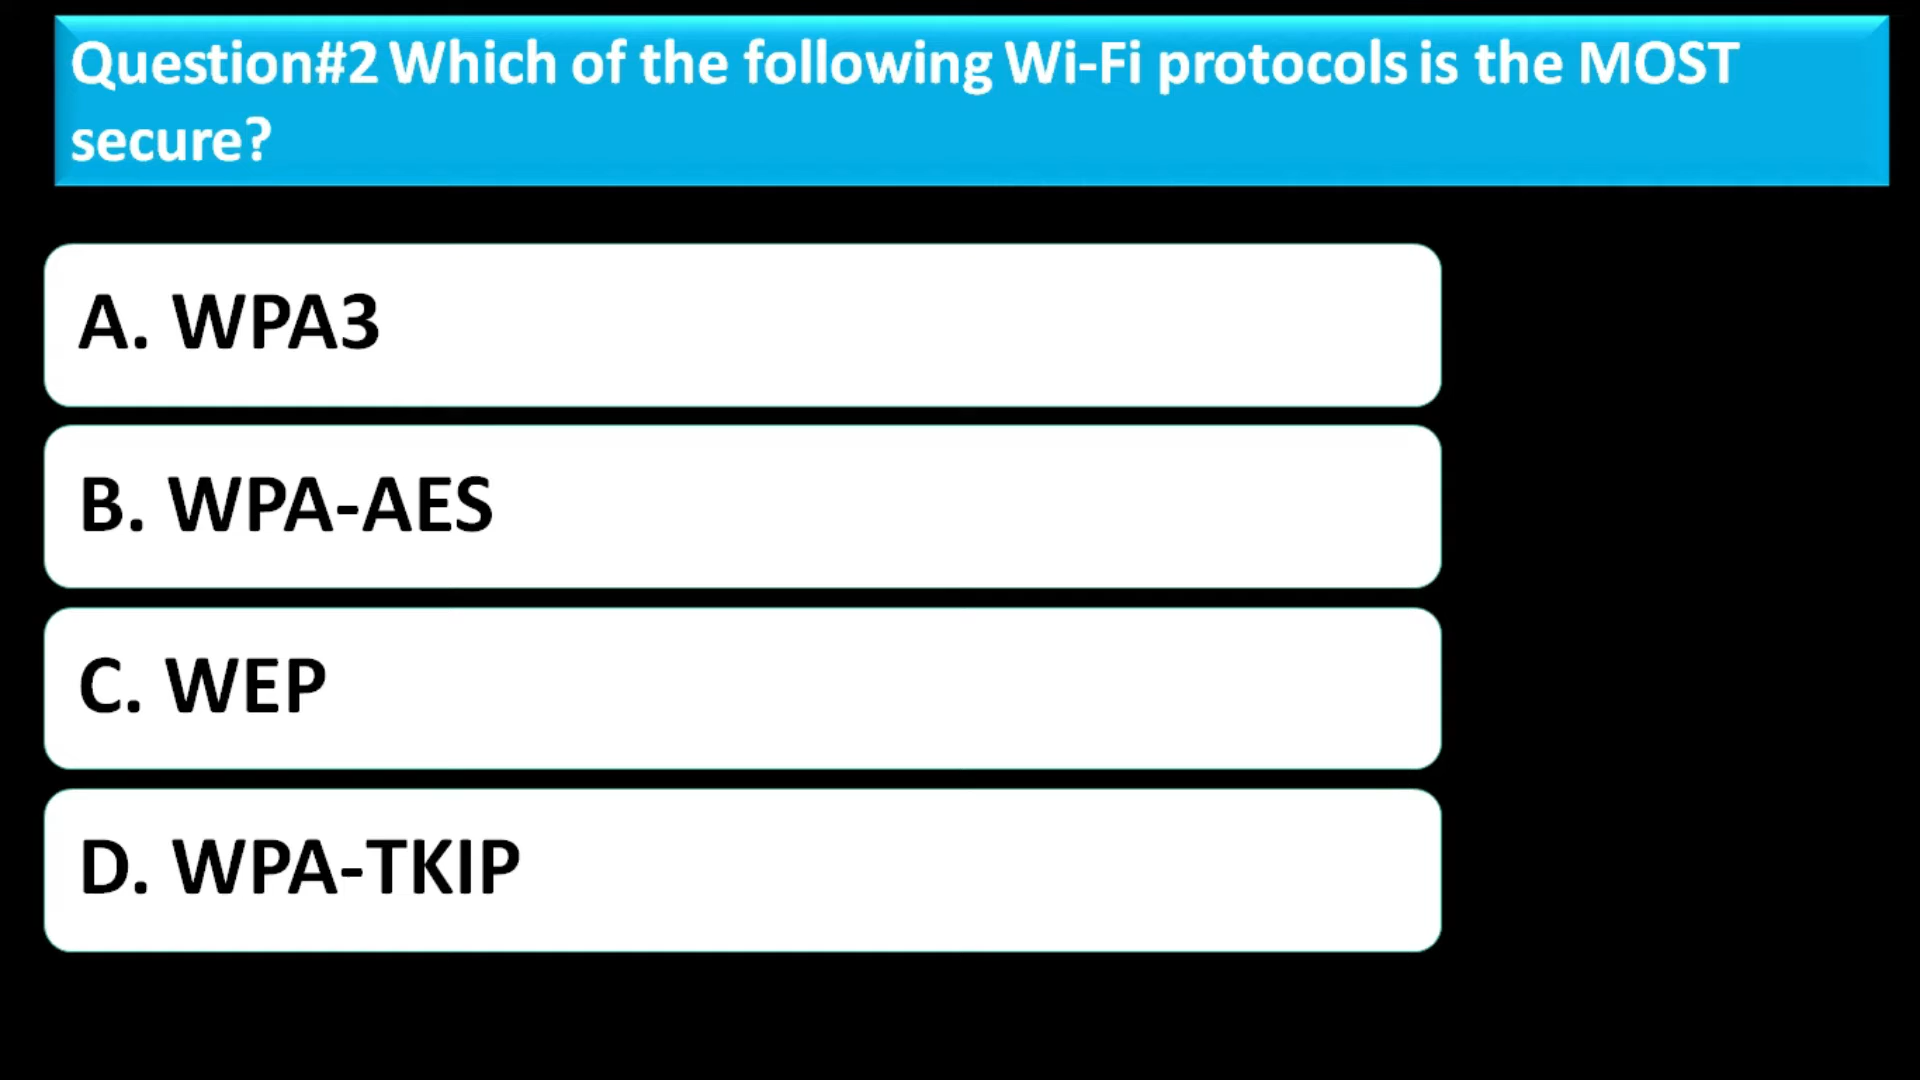 Question#2 Which of the following Wi-Fi protocols is the MOST
secure?
A. WPA3
B. WPA-AES
C. WEP
D. WPA-TKIP